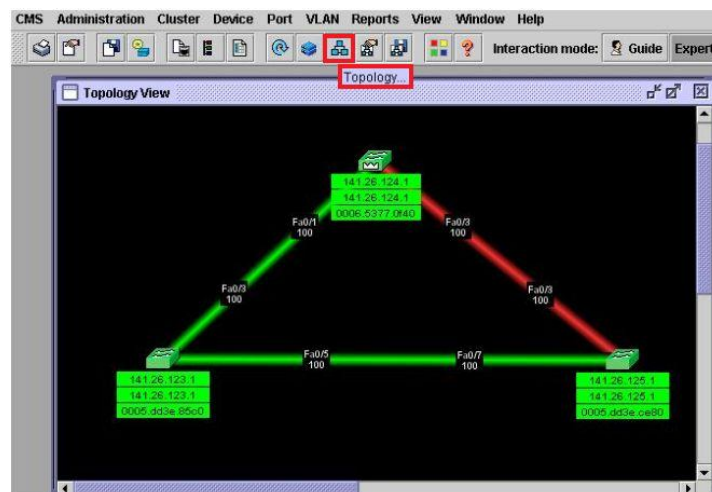 CMS Administration Cluster Device Port VLAN Reports View Window Help
Interaction mode: Guide Expert
Topology...
Topology View
141.26.124.1
141.26.124.1
0006.5377.0f40
Fa0/1
100
Fa0/3
100
Fa0/3
100
Fa0/3
100
Fa0/5
100
Fa0/7
100
141.26.123.1
141.26.123.1
0005.dd3e.85c0
141.26.125.1
141.26.125.1
0005.dd3e.ce80